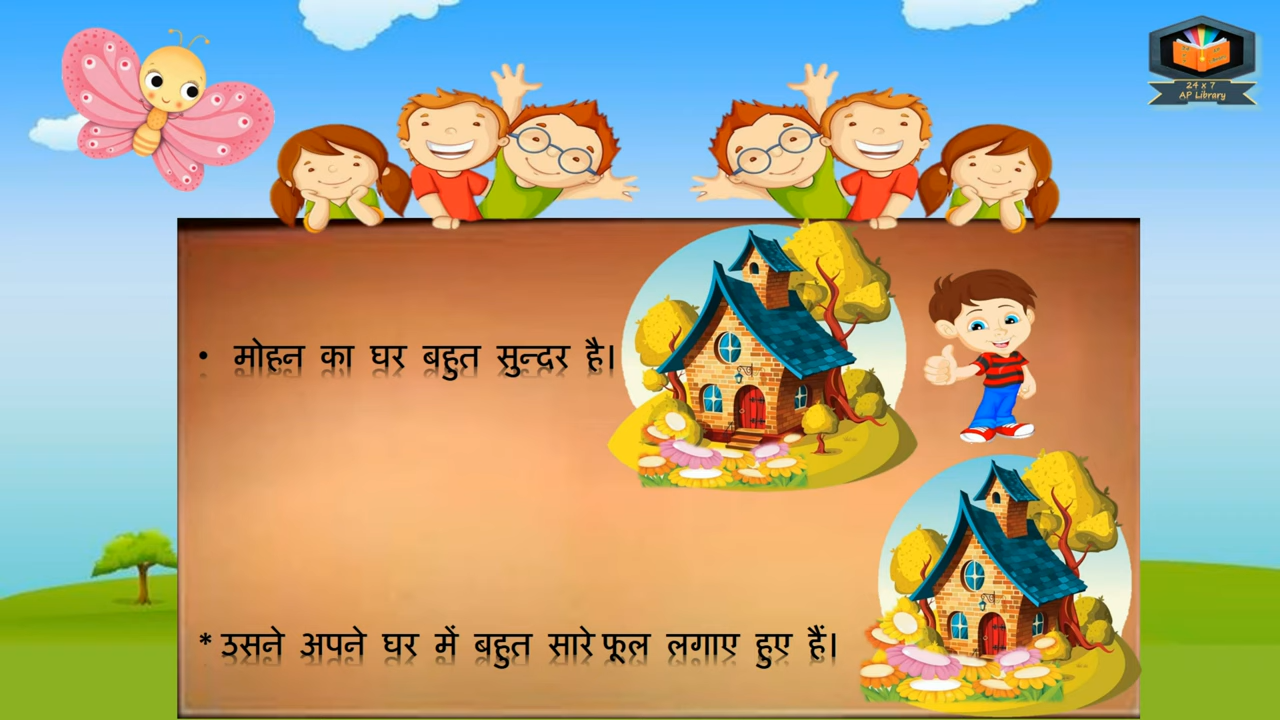 24 x 7
AP Library
• मोहन का घर बहुत सुन्दर है।
* उसने अपने घर में बहुत सारे फूल लगाए हुए हैं।